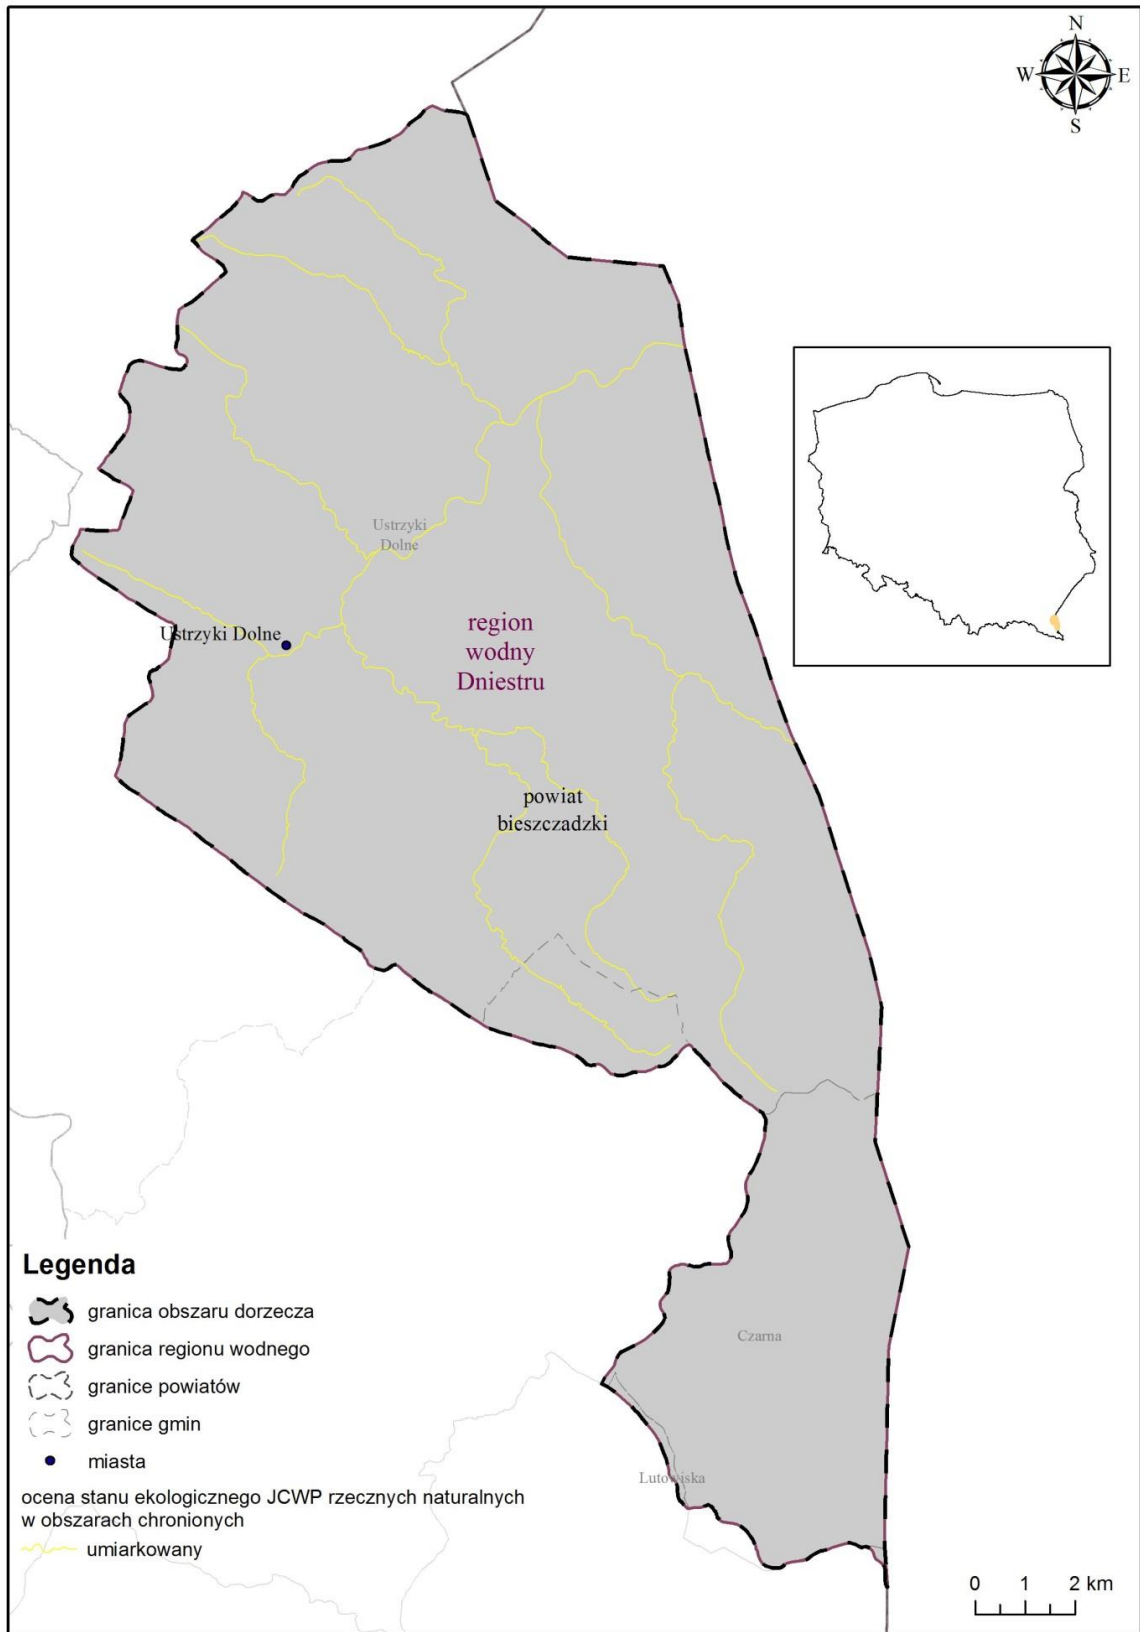 N
W E
S
Ustrzyki
Dolne
Ustrzyki Dolne
region
wodny
Dniestru
powiat
bieszczadzki
Czarna
Lutowiska
Legenda
granica obszaru dorzecza
granica regionu wodnego
granice powiatów
granice gmin
miasta
ocena stanu ekologicznego JCWP rzecznych naturalnych
w obszarach chronionych
umiarkowany
0 1 2 km